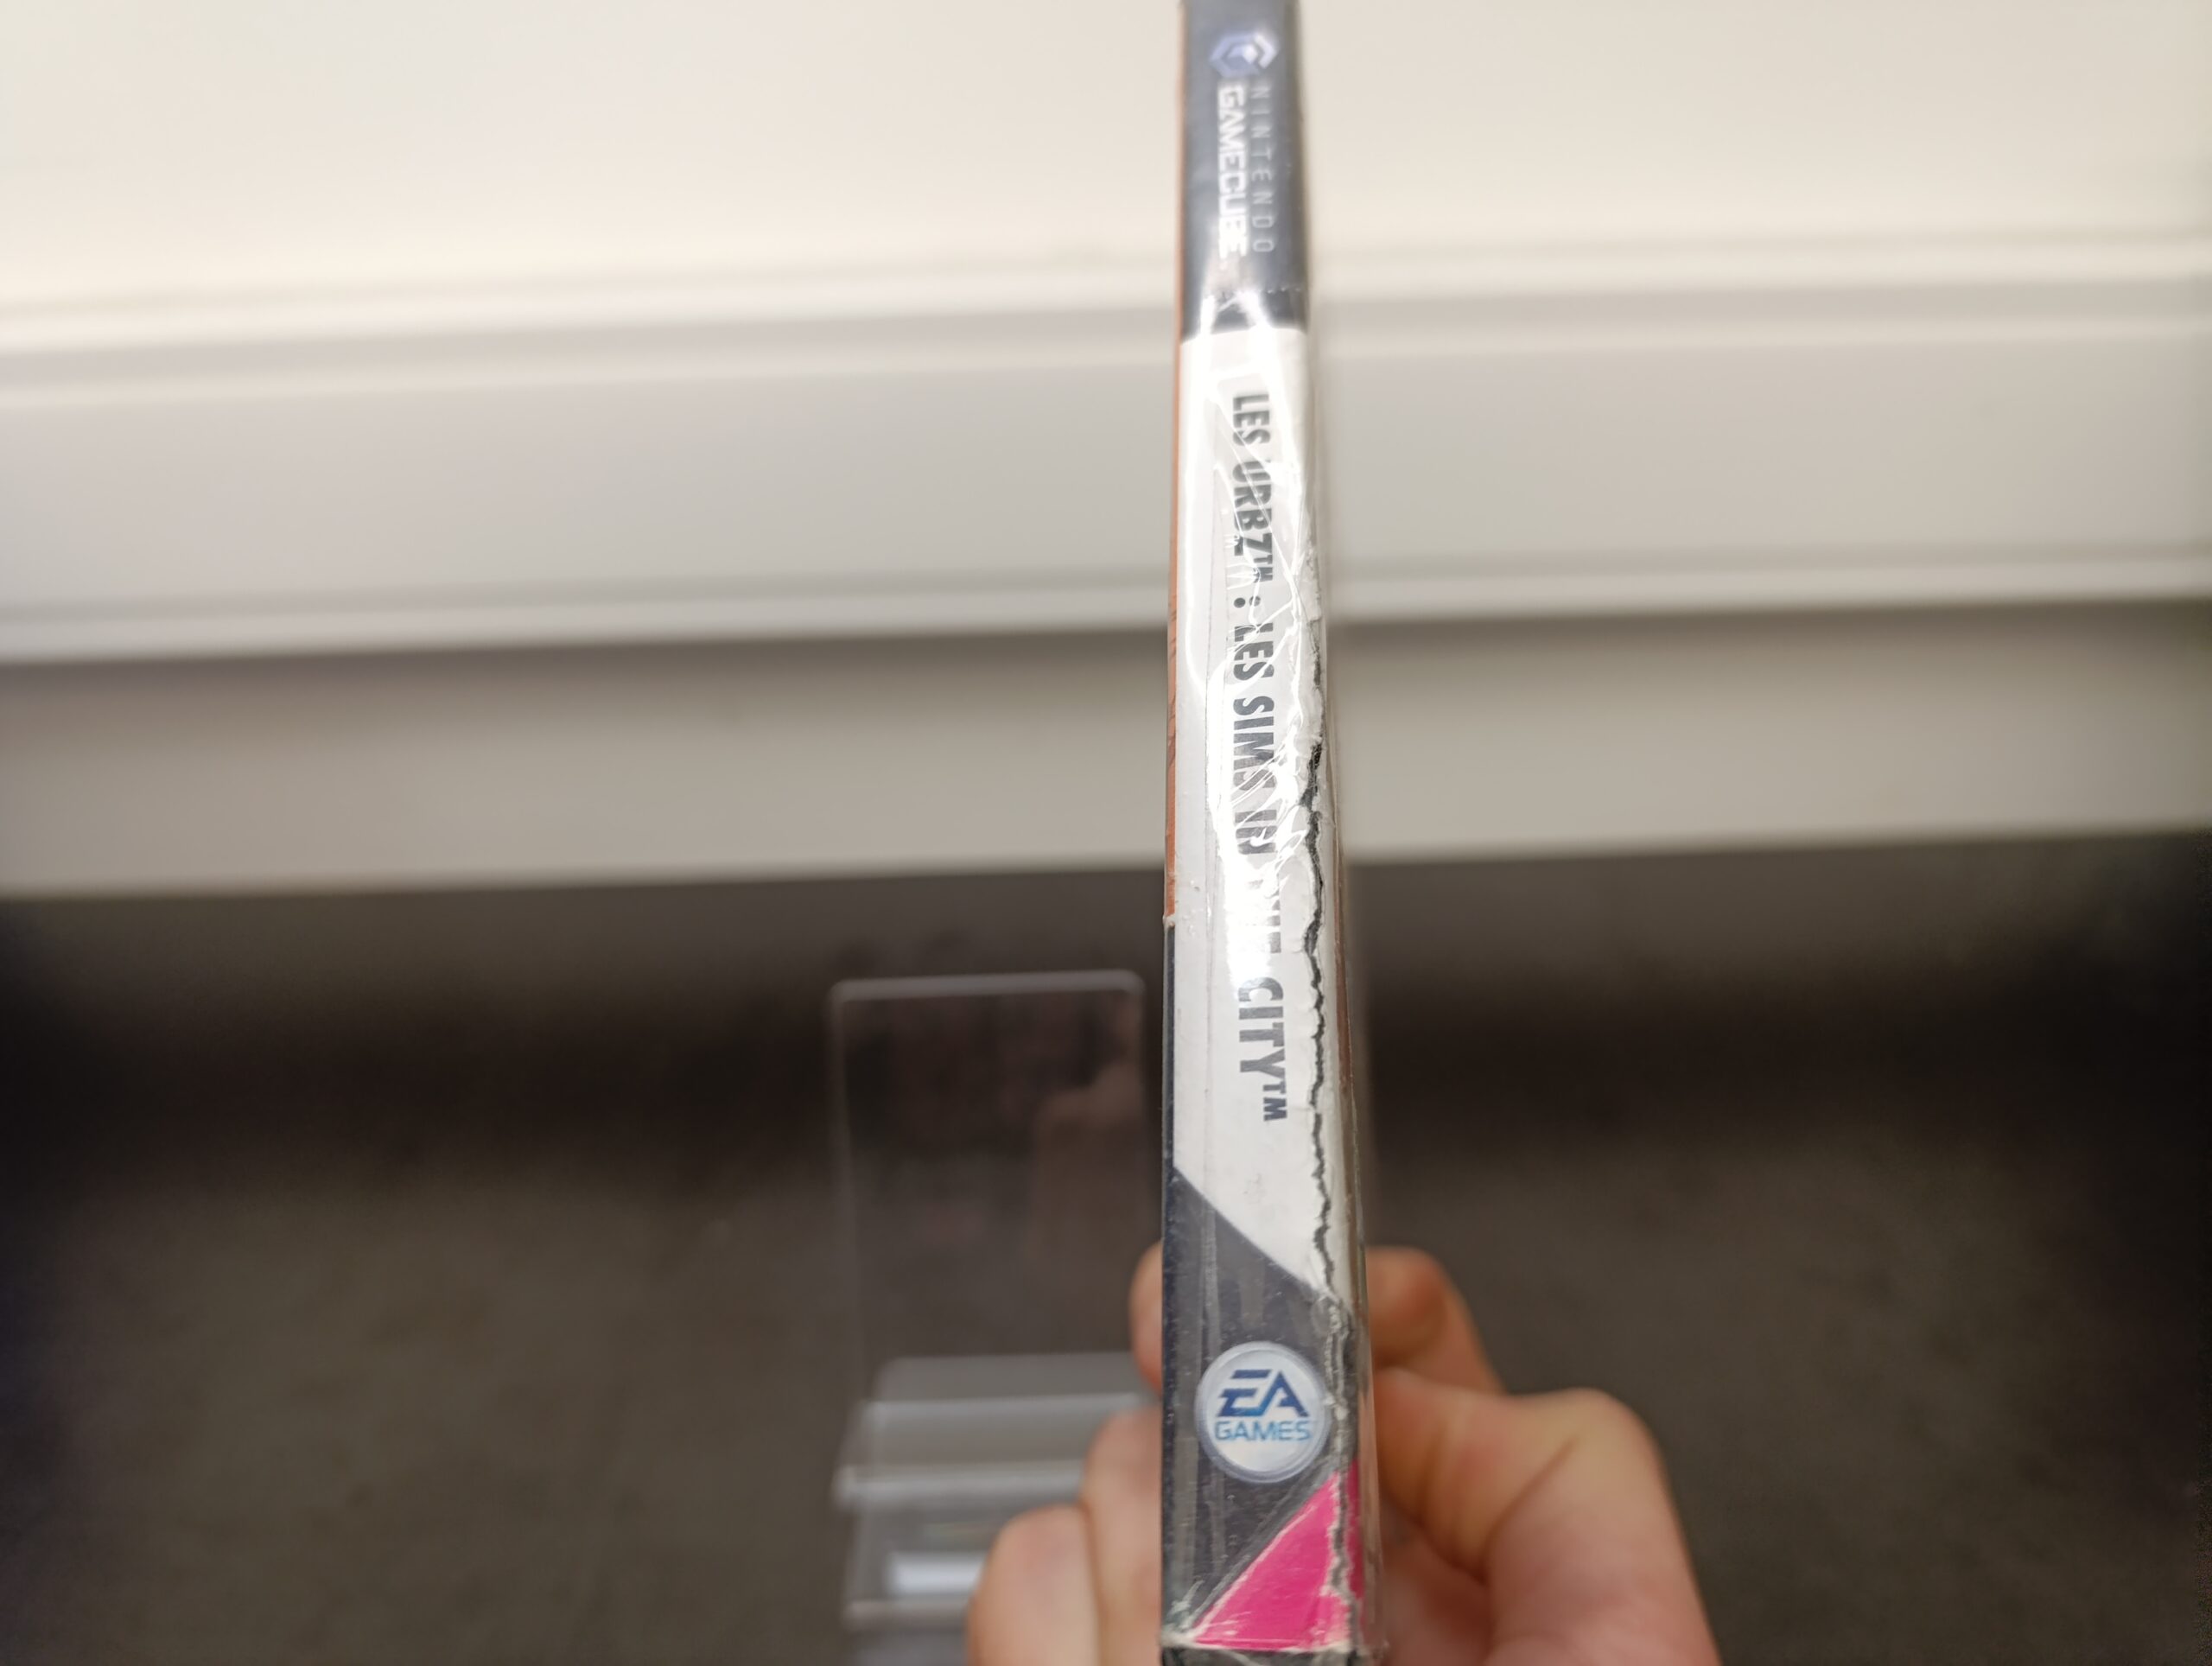 NINTENDO
GAMECUBE
LES URBZ™ : LES SIMS IN THE CITY™
EA
GAMES